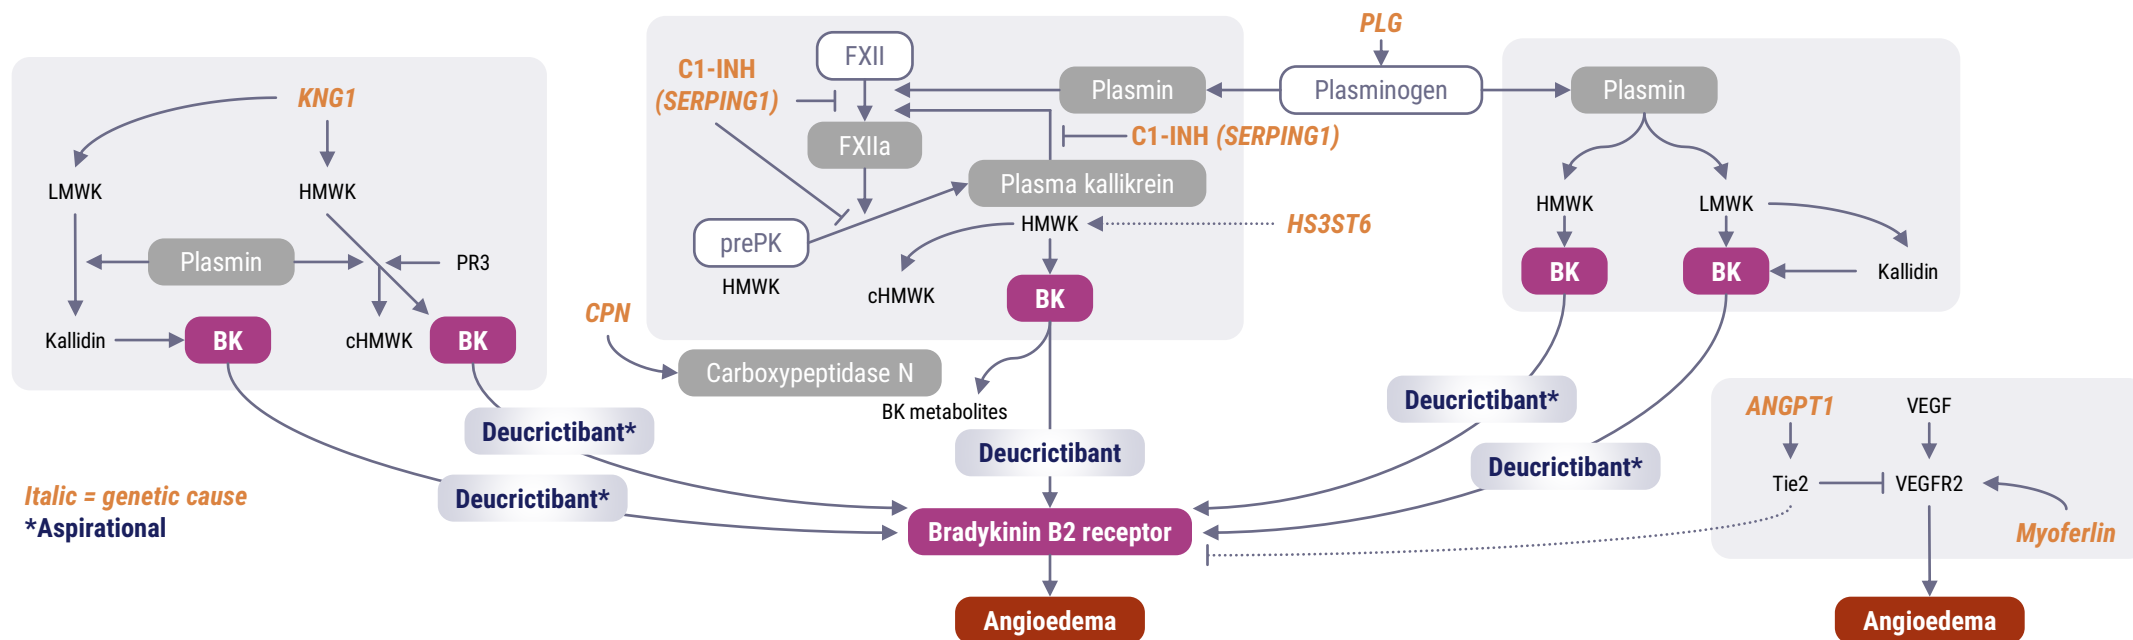 KNG1
LMWK
HMWK
Plasmin
PR3
Kallidin
BK
cHMWK
BK
Deucrictibant*
Deucrictibant*
Italic = genetic cause
*Aspirational
FXII
C1-INH
(SERPING1)
Plasmin
FXIIa
C1-INH (SERPING1)
Plasma kallikrein
prePK
HMWK
HMWK
HS3ST6
cHMWK
BK
CPN
Carboxypeptidase N
BK metabolites
Deucrictibant
Bradykinin B2 receptor
Angioedema
PLG
Plasminogen
Plasmin
HMWK
LMWK
BK
BK
Kallidin
Deucrictibant*
Deucrictibant*
ANGPT1
VEGF
Tie2
VEGFR2
Myoferlin
Angioedema